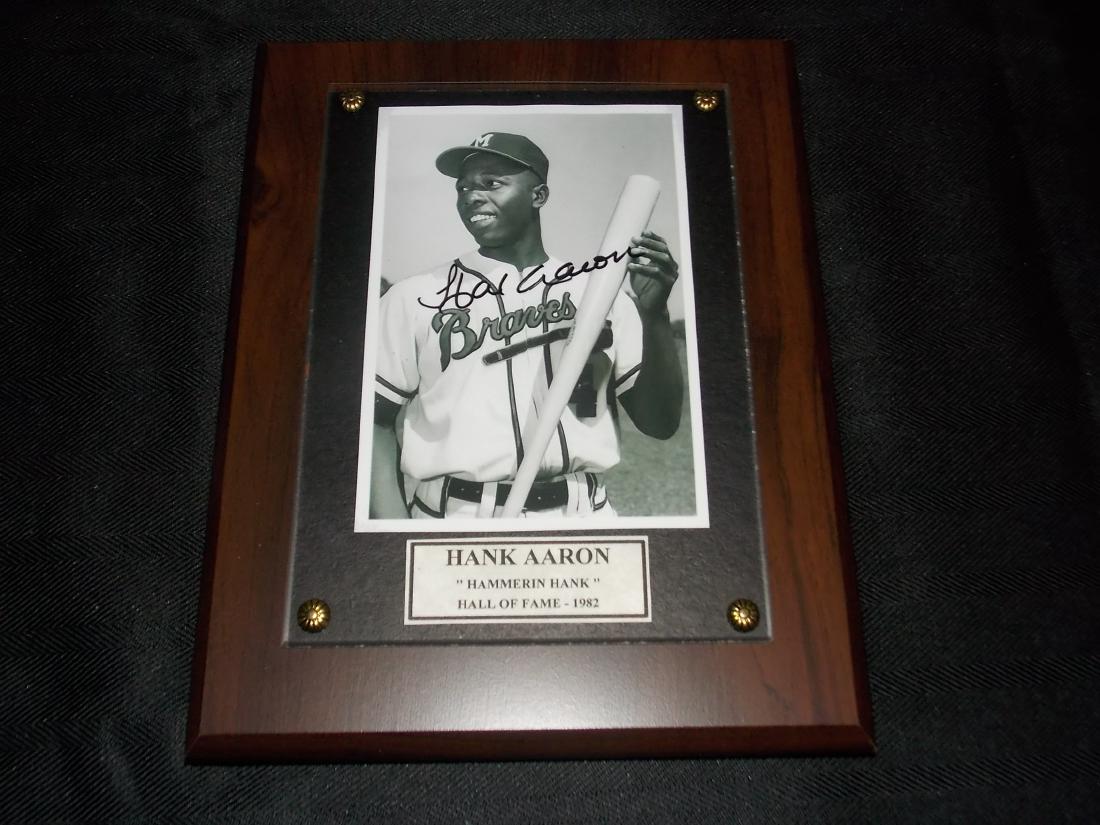 M
Hank Aaron
Braves
HANK AARON
" HAMMERIN HANK "
HALL OF FAME - 1982